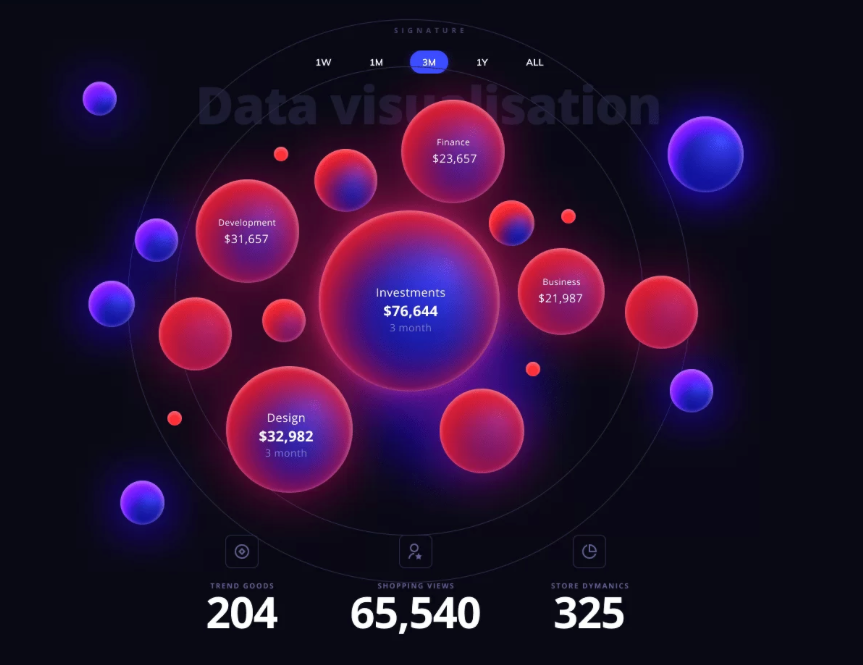 SIGNATURE
1W 1M 3M 1Y ALL
Data visualisation
Finance
$23,657
Development
$31,657
Investments
$76,644
3 month
Business
$21,987
Design
$32,982
3 month
TREND GOODS
204
SHOPPING VIEWS
65,540
STORE DYMANICS
325